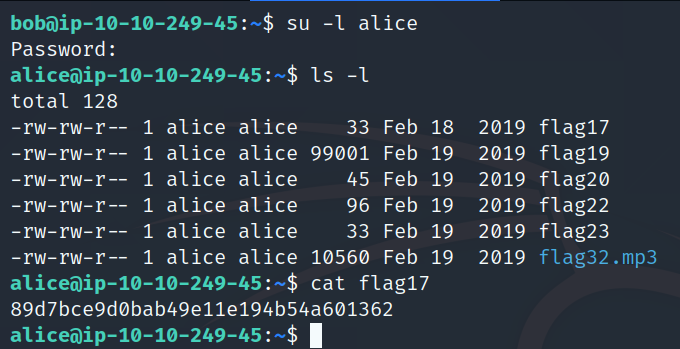 bob@ip-10-10-249-45:~$ su -l alice
Password:
alice@ip-10-10-249-45:~$ ls -l
total 128
-rw-rw-r-- 1 alice alice    33 Feb 18  2019 flag17
-rw-rw-r-- 1 alice alice 99001 Feb 19  2019 flag19
-rw-rw-r-- 1 alice alice    45 Feb 19  2019 flag20
-rw-rw-r-- 1 alice alice    96 Feb 19  2019 flag22
-rw-rw-r-- 1 alice alice    33 Feb 19  2019 flag23
-rw-rw-r-- 1 alice alice 10560 Feb 19  2019 flag32.mp3
alice@ip-10-10-249-45:~$ cat flag17
89d7bce9d0bab49e11e194b54a601362
alice@ip-10-10-249-45:~$